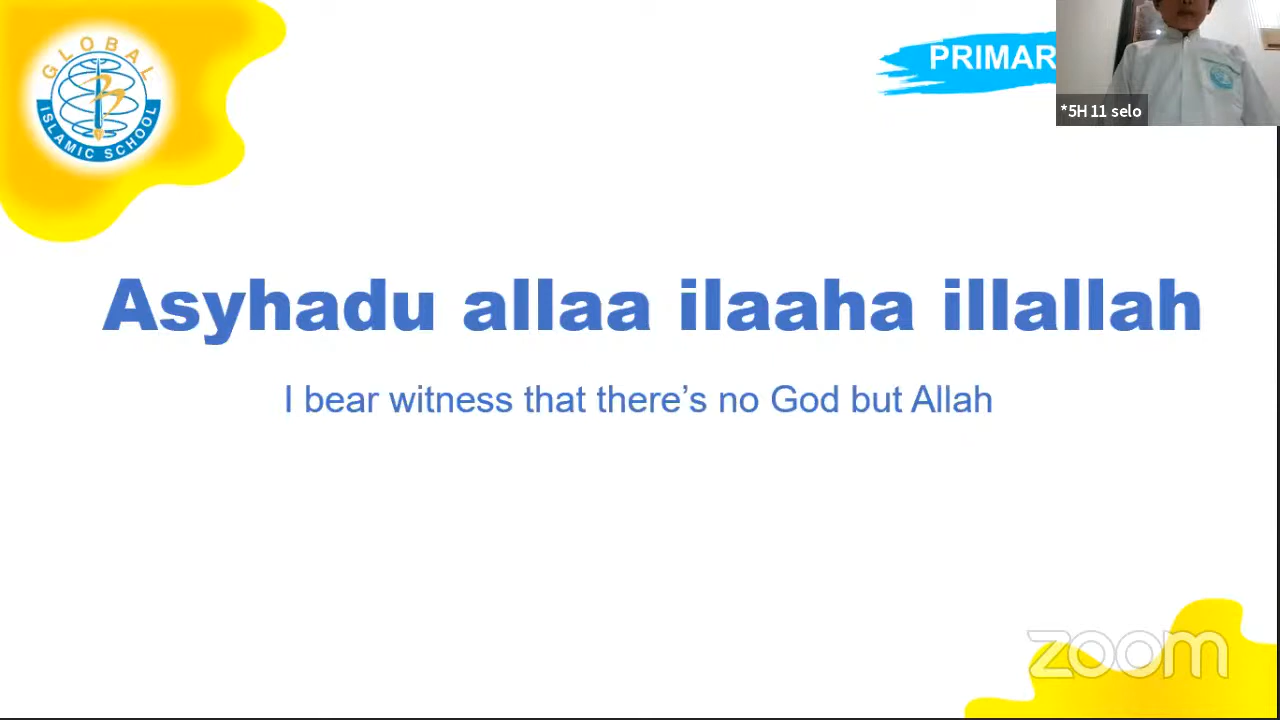 GLOBAL
ISLAMIC SCHOOL
PRIMAR
*5H 11 selo
Asyhadu allaa ilaaha illallah
I bear witness that there’s no God but Allah
zoom